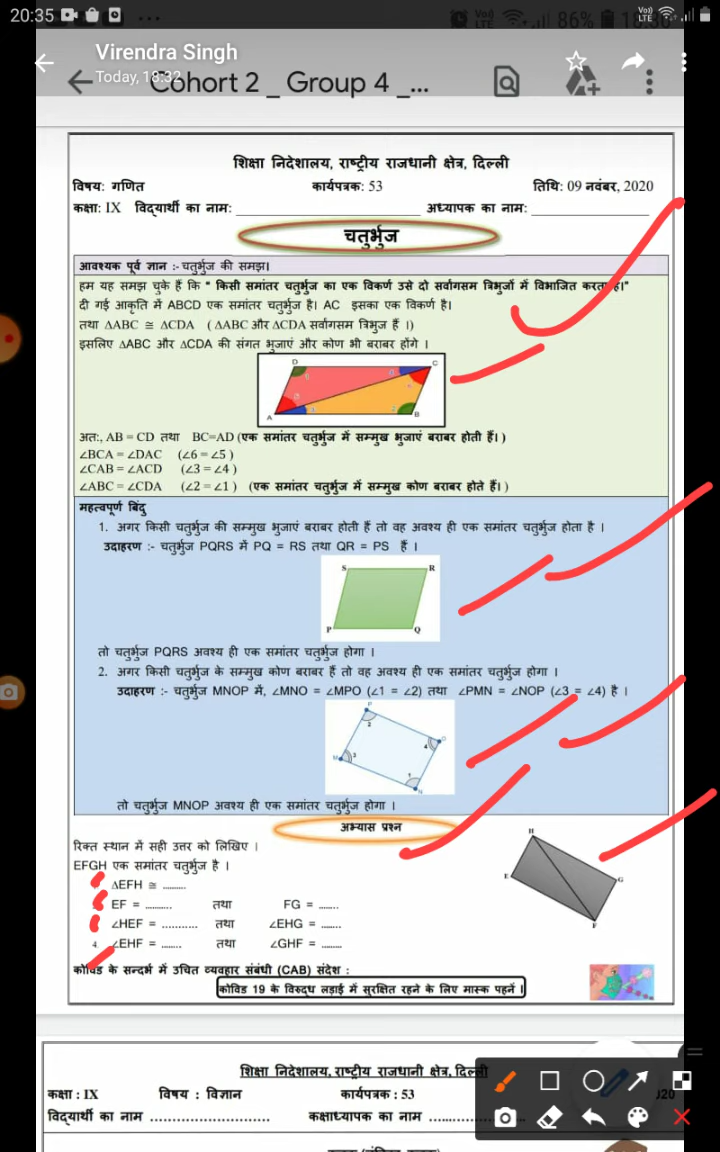 20:35
86%
Virendra Singh
Today, 18:32
Cohort 2 _ Group 4 _...
शिक्षा निदेशालय, राष्ट्रीय राजधानी क्षेत्र, दिल्ली
विषय: गणित कार्यपत्रक: 53 तिथि: 09 नवंबर, 2020
कक्षा: IX विद्यार्थी का नाम: अध्यापक का नाम:
चतुर्भुज
आवश्यक पूर्व ज्ञान :- चतुर्भुज की समझ।
हम यह समझ चुके हैं कि " किसी समांतर चतुर्भुज का एक विकर्ण उसे दो सर्वांगसम त्रिभुजों में विभाजित करता है।"
दी गई आकृति में ABCD एक समांतर चतुर्भुज है। AC इसका एक विकर्ण है।
तथा ΔABC ≅ ΔCDA ( ΔABC और ΔCDA सर्वांगसम त्रिभुज हैं ।)
इसलिए ΔABC और ΔCDA की संगत भुजाएं और कोण भी बराबर होंगे ।
D C
A B
अत:, AB = CD तथा BC=AD (एक समांतर चतुर्भुज में सम्मुख भुजाएं बराबर होती हैं। )
∠BCA = ∠DAC (∠6 = ∠5 )
∠CAB = ∠ACD (∠3 = ∠4 )
∠ABC = ∠CDA (∠2 = ∠1 ) (एक समांतर चतुर्भुज में सम्मुख कोण बराबर होते हैं। )
महत्वपूर्ण बिंदु
1. अगर किसी चतुर्भुज की सम्मुख भुजाएं बराबर होती हैं तो वह अवश्य ही एक समांतर चतुर्भुज होता है ।
उदाहरण :- चतुर्भुज PQRS में PQ = RS तथा QR = PS हैं ।
S R
P Q
तो चतुर्भुज PQRS अवश्य ही एक समांतर चतुर्भुज होगा ।
2. अगर किसी चतुर्भुज के सम्मुख कोण बराबर हैं तो वह अवश्य ही एक समांतर चतुर्भुज होगा ।
उदाहरण :- चतुर्भुज MNOP में, ∠MNO = ∠MPO (∠1 = ∠2) तथा ∠PMN = ∠NOP (∠3 = ∠4) है ।
P
2
4 O
M 3
1
N
तो चतुर्भुज MNOP अवश्य ही एक समांतर चतुर्भुज होगा ।
अभ्यास प्रश्न
रिक्त स्थान में सही उत्तर को लिखिए ।
EFGH एक समांतर चतुर्भुज है ।
H
E G
F
ΔEFH ≅ .........
EF = .......... तथा FG = ........
∠HEF = ........... तथा ∠EHG = ........
4. ∠EHF = ....... तथा ∠GHF = .........
कोविड के सन्दर्भ में उचित व्यवहार संबंधी (CAB) संदेश :
कोविड 19 के विरुद्ध लड़ाई में सुरक्षित रहने के लिए मास्क पहनें ।
शिक्षा निदेशालय, राष्ट्रीय राजधानी क्षेत्र, दिल्ली
कक्षा : IX विषय : विज्ञान कार्यपत्रक : 53
विद्यार्थी का नाम ........................... कक्षाध्यापक का नाम ......................